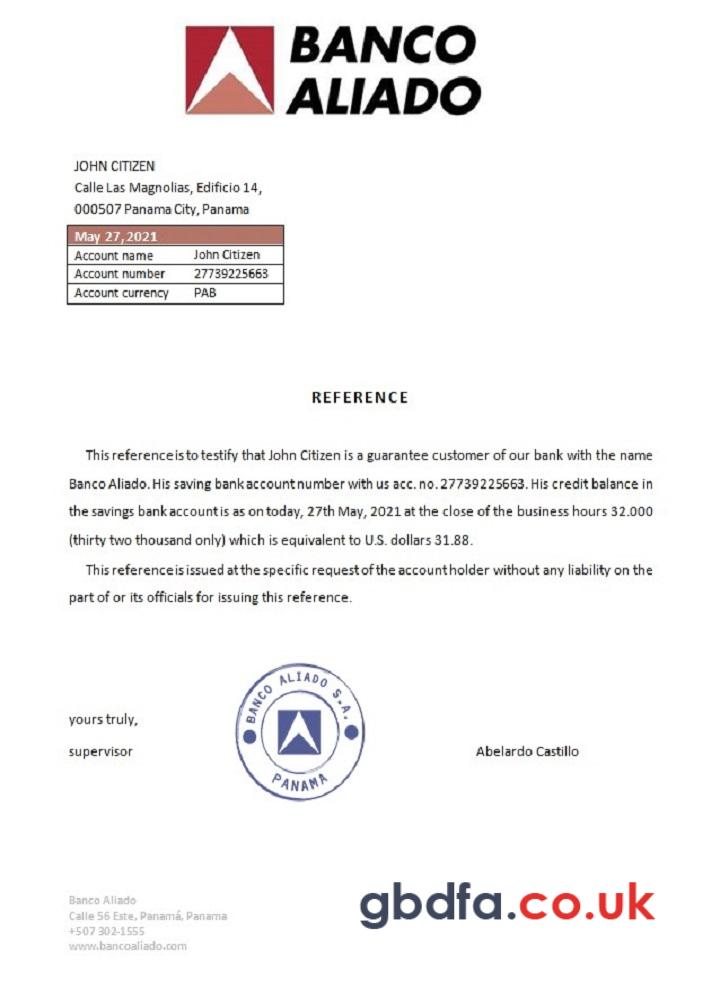 BANCO
ALIADO
JOHN CITIZEN
Calle Las Magnolias, Edificio 14,
000507 Panama City, Panama
May 27, 2021
Account name John Citizen
Account number 27739225663
Account currency PAB
REFERENCE
This reference is to testify that John Citizen is a guarantee customer of our bank with the name
Banco Aliado. His saving bank account number with us acc. no. 27739225663. His credit balance in
the savings bank account is as on today, 27th May, 2021 at the close of the business hours 32.000
(thirty two thousand only) which is equivalent to U.S. dollars 31.88.
This reference is issued at the specific request of the account holder without any liability on the
part of or its officials for issuing this reference.
yours truly,
supervisor
BANCO ALIADO S.A.
PANAMA
Abelardo Castillo
Banco Aliado
Calle 56 Este, Panamá, Panama
+507 302-1555
www.bancoaliado.com
gbdfa.co.uk